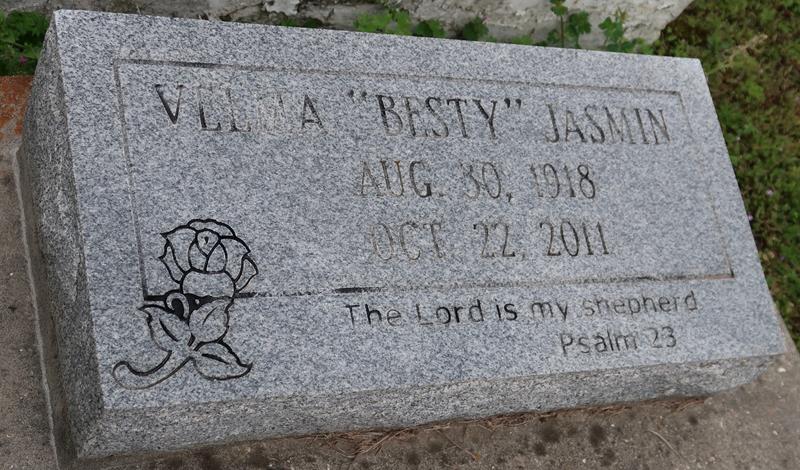 VELMA "BESTY" JASMIN
AUG. 30, 1918
OCT. 22, 2011
The Lord is my shepherd
Psalm 23